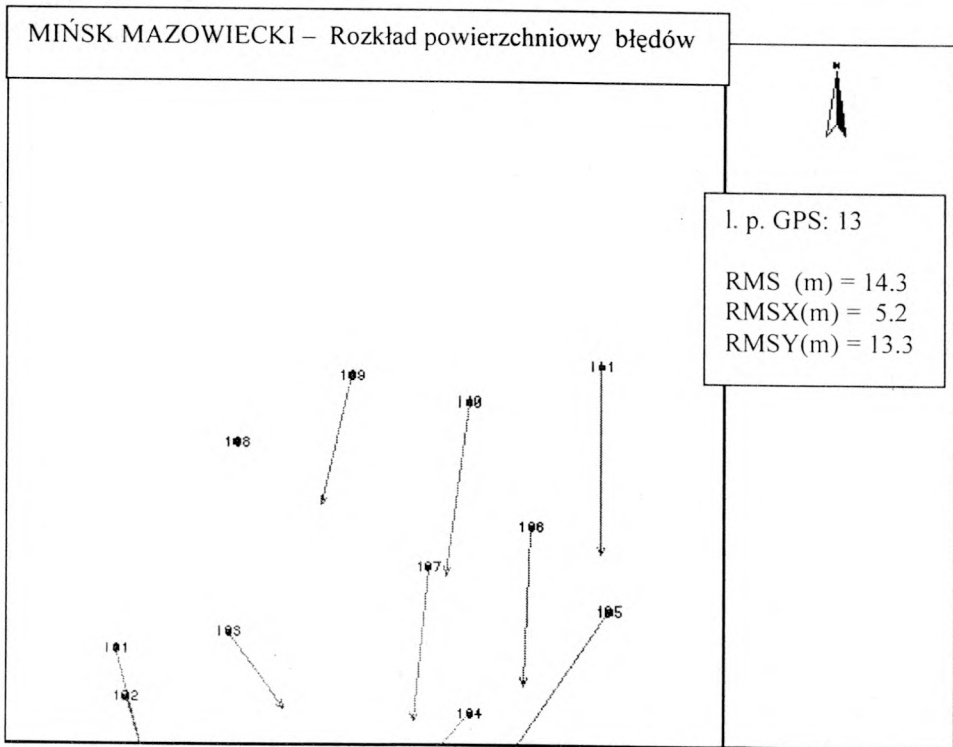 MIŃSK MAZOWIECKI – Rozkład powierzchniowy błędów
N
l. p. GPS: 13
RMS (m) = 14.3
RMSX(m) = 5.2
RMSY(m) = 13.3
109
111
110
108
106
107
105
103
101
102
104